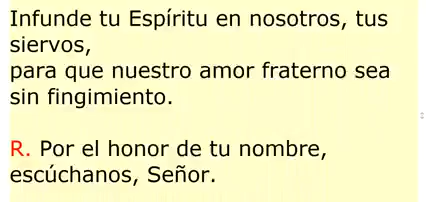 Infunde tu Espíritu en nosotros, tus
siervos,
para que nuestro amor fraterno sea
sin fingimiento.
R. Por el honor de tu nombre,
escúchanos, Señor.